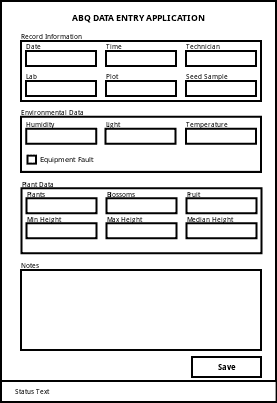 ABQ DATA ENTRY APPLICATION
Record Information
Date Time Technician
Lab Plot Seed Sample
Environmental Data
Humidity Light Temperature
Equipment Fault
Plant Data
Plants Blossoms Fruit
Min Height Max Height Median Height
Notes
Save
Status Text